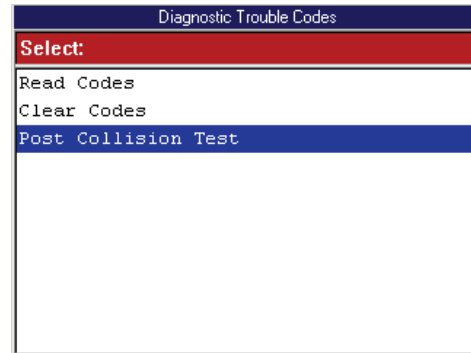 Diagnostic Trouble Codes
Select:
Read Codes
Clear Codes
Post Collision Test